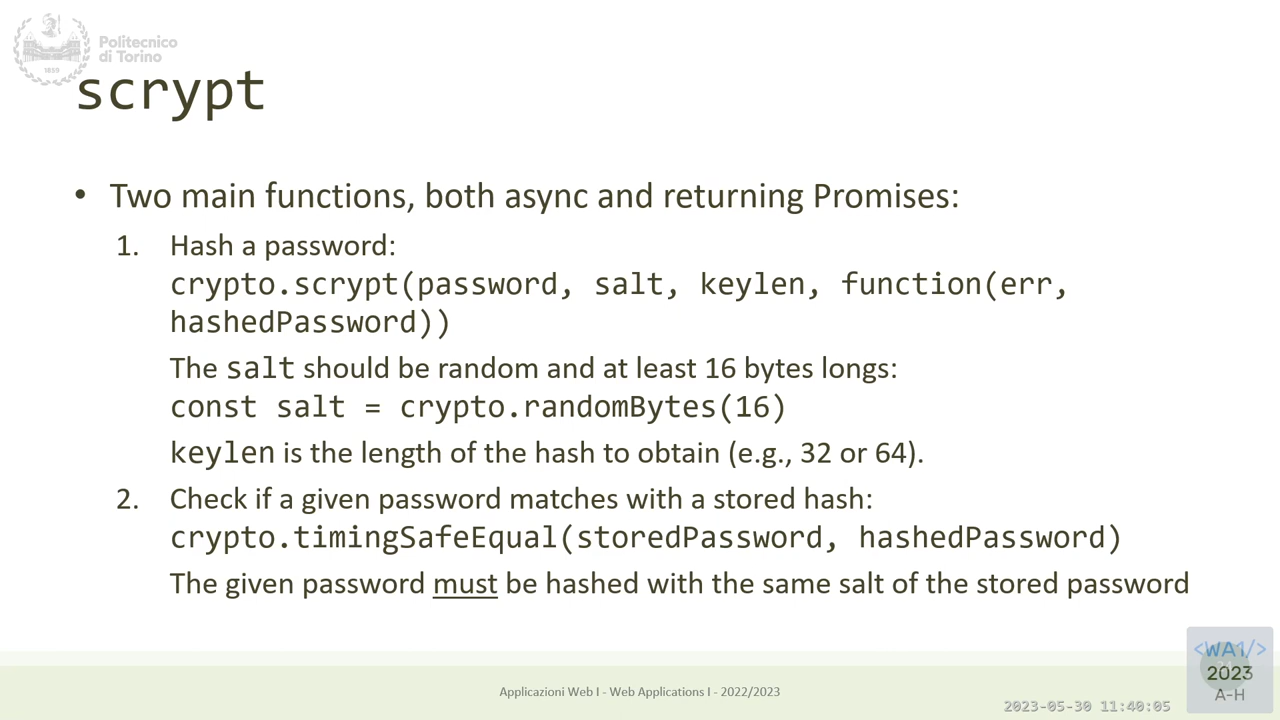 Politecnico
di Torino
1859
scrypt
• Two main functions, both async and returning Promises:
1. Hash a password:
crypto.scrypt(password, salt, keylen, function(err,
hashedPassword))
The salt should be random and at least 16 bytes longs:
const salt = crypto.randomBytes(16)
keylen is the length of the hash to obtain (e.g., 32 or 64).
2. Check if a given password matches with a stored hash:
crypto.timingSafeEqual(storedPassword, hashedPassword)
The given password must be hashed with the same salt of the stored password
Applicazioni Web I - Web Applications I - 2022/2023
2023-05-30 11:40:05
<WA1/>
2023
A-H